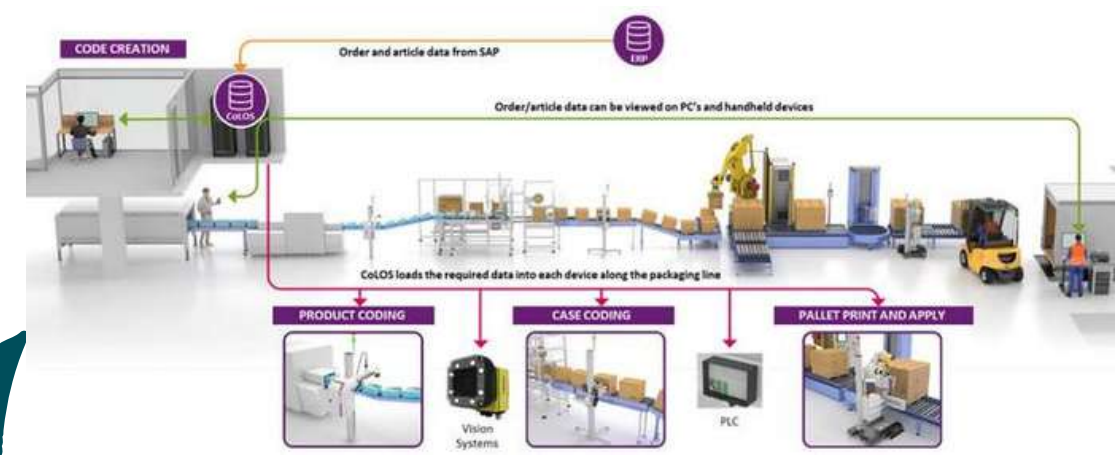 CODE CREATION
Order and article data from SAP
ERP
CoLOS
Order/article data can be viewed on PC's and handheld devices
CoLOS loads the required data into each device along the packaging line
PRODUCT CODING
CASE CODING
PALLET PRINT AND APPLY
Vision
Systems
PLC